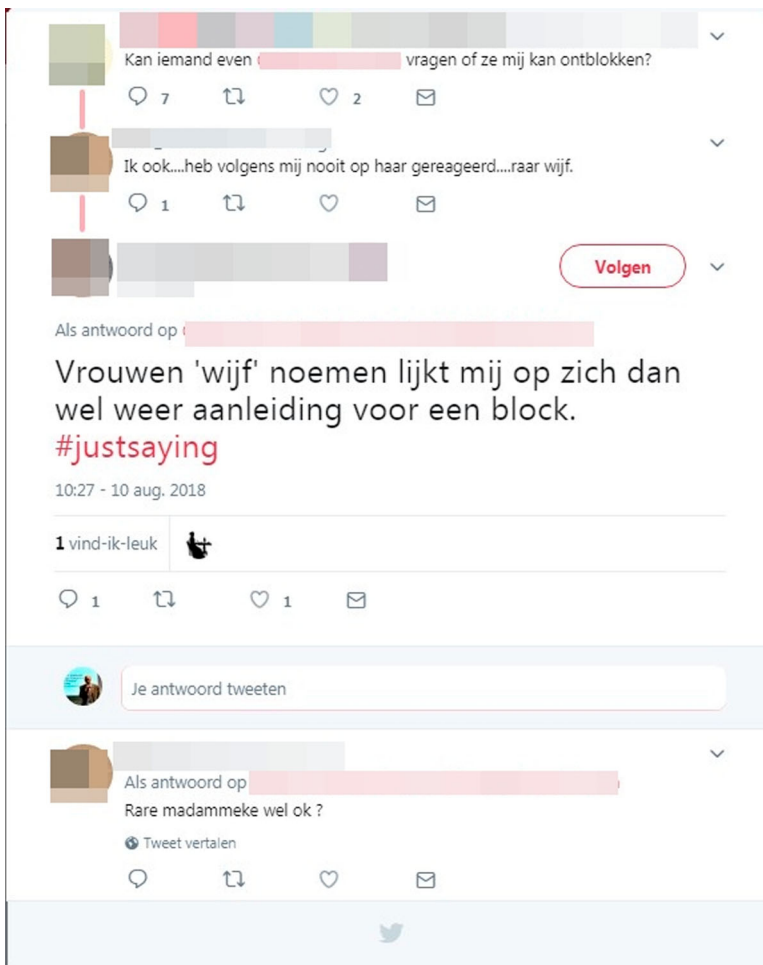 Kan iemand even vragen of ze mij kan ontblokken?
7 2
Ik ook....heb volgens mij nooit op haar gereageerd....raar wijf.
1
Volgen
Als antwoord op
Vrouwen 'wijf' noemen lijkt mij op zich dan
wel weer aanleiding voor een block.
#justsaying
10:27 - 10 aug. 2018
1 vind-ik-leuk
1 1
Je antwoord tweeten
Als antwoord op
Rare madammeke wel ok ?
Tweet vertalen